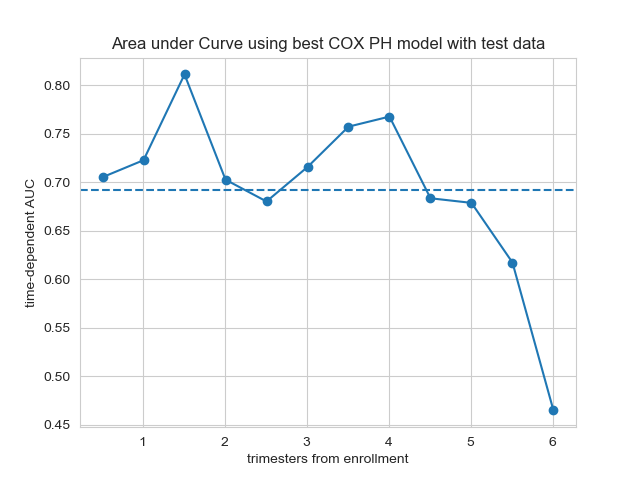 Area under Curve using best COX PH model with test data
time-dependent AUC
0.80
0.75
0.70
0.65
0.60
0.55
0.50
0.45
1 2 3 4 5 6
trimesters from enrollment